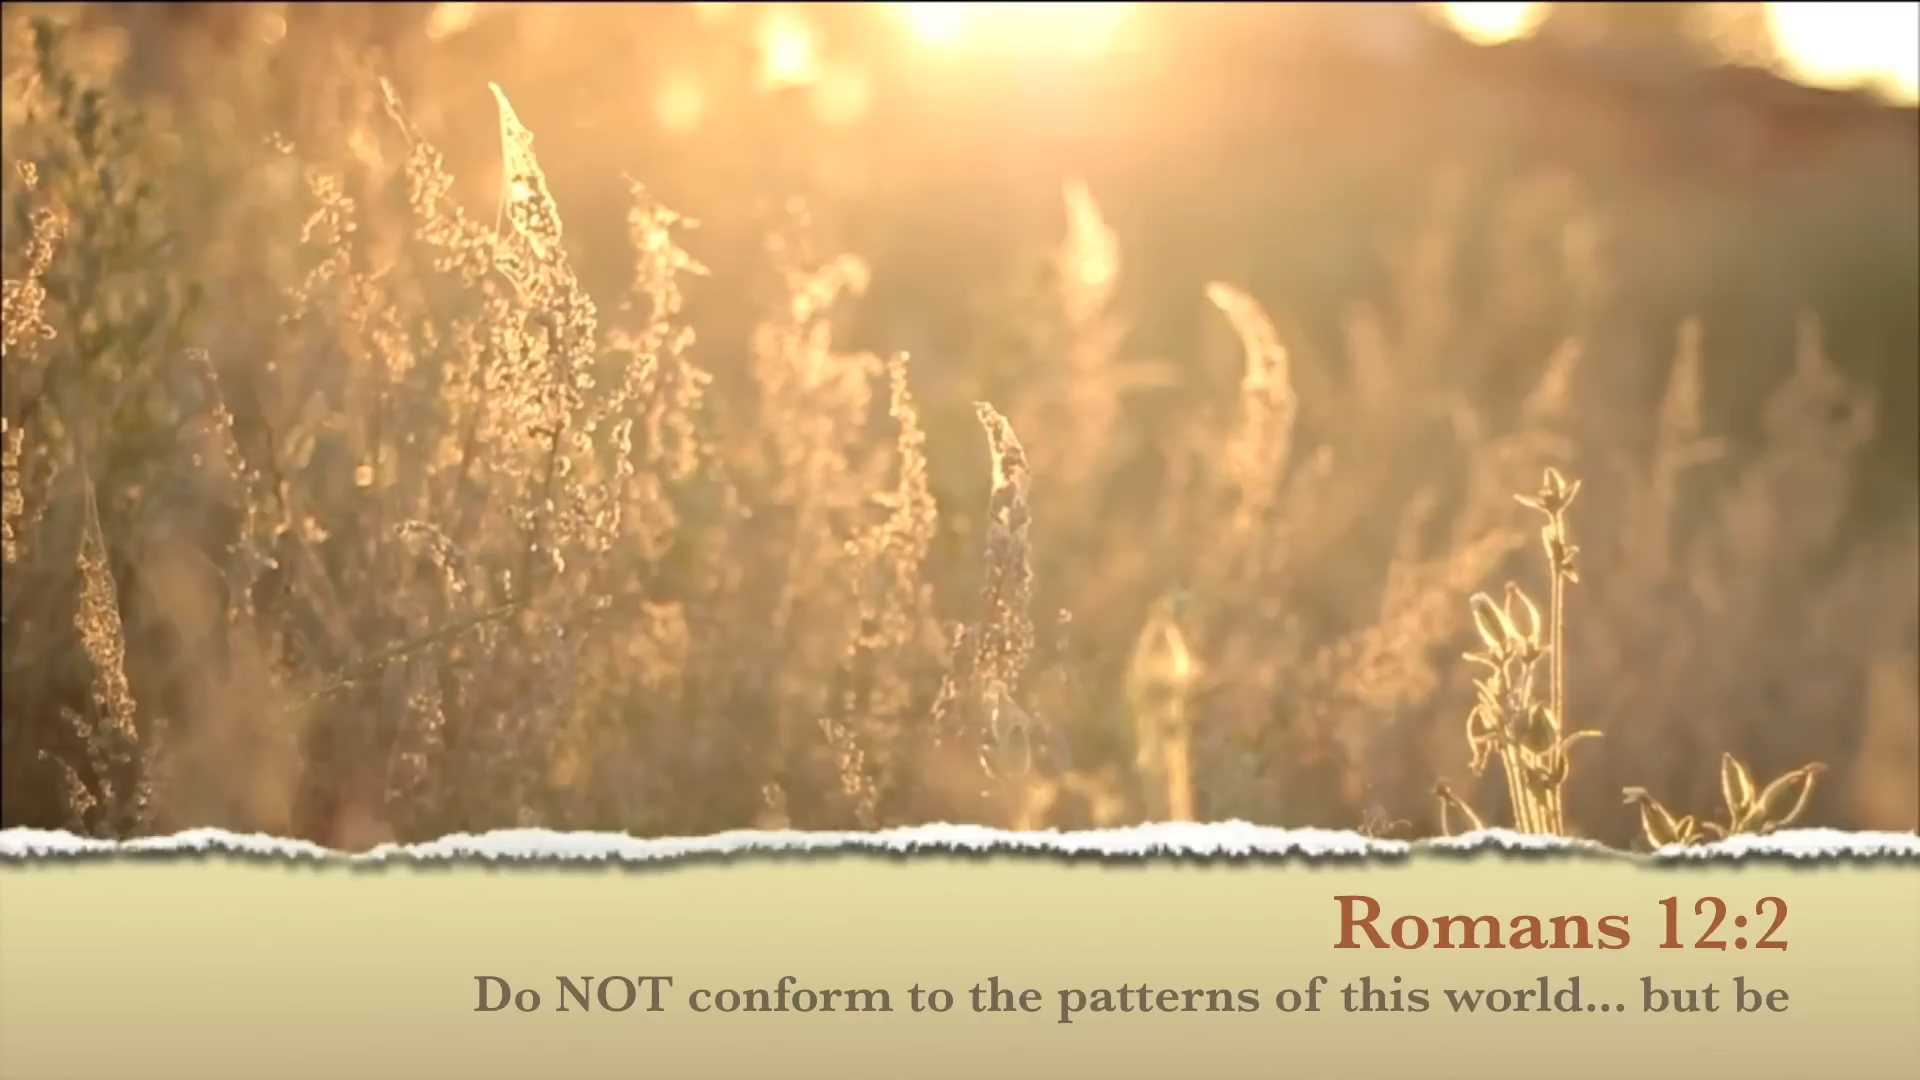 Romans 12:2
Do NOT conform to the patterns of this world... but be